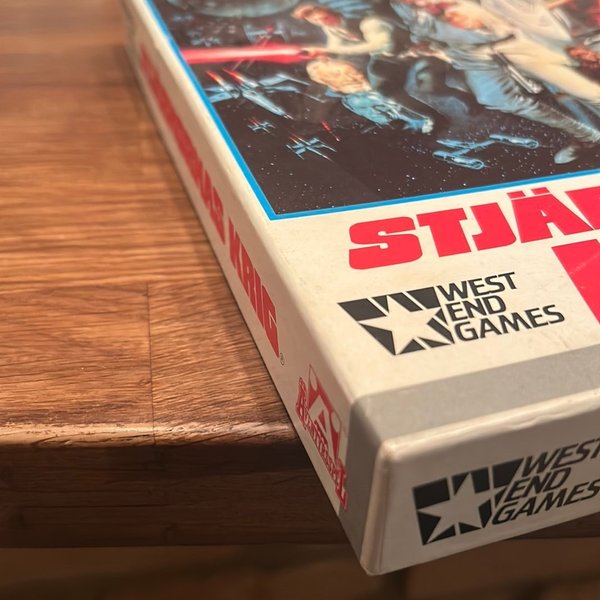 STJÄ
WEST
END
GAMES
KRIG
®
WEST
END
GAMES